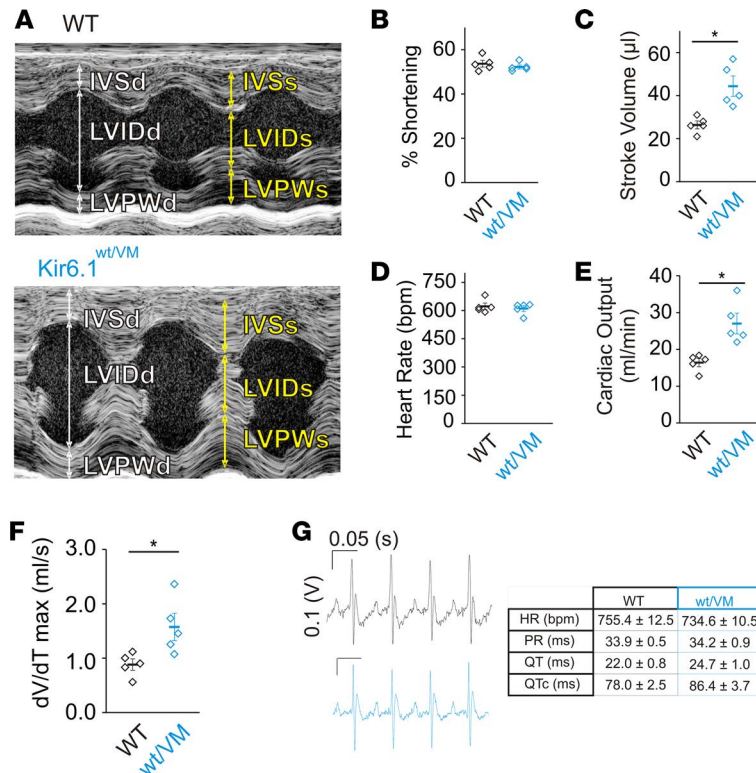 A
WT
IVSd
LVIDd
LVPWd
IVSs
LVIDs
LVPWs
Kir6.1wt/VM
IVSd
LVIDd
LVPWd
IVSs
LVIDs
LVPWs
B
% Shortening
60
40
20
0
WT
wt/VM
C
*
Stroke Volume (µl)
60
40
20
0
WT
wt/VM
D
Heart Rate (bpm)
750
600
450
300
150
0
WT
wt/VM
E
*
Cardiac Output
(ml/min)
40
30
20
10
0
WT
wt/VM
F
*
dV/dT max (ml/s)
3.0
2.0
1.0
0.0
WT
wt/VM
G
0.05 (s)
0.1 (V)
WT wt/VM
HR (bpm) 755.4 ± 12.5 734.6 ± 10.5
PR (ms) 33.9 ± 0.5 34.2 ± 0.9
QT (ms) 22.0 ± 0.8 24.7 ± 1.0
QTc (ms) 78.0 ± 2.5 86.4 ± 3.7